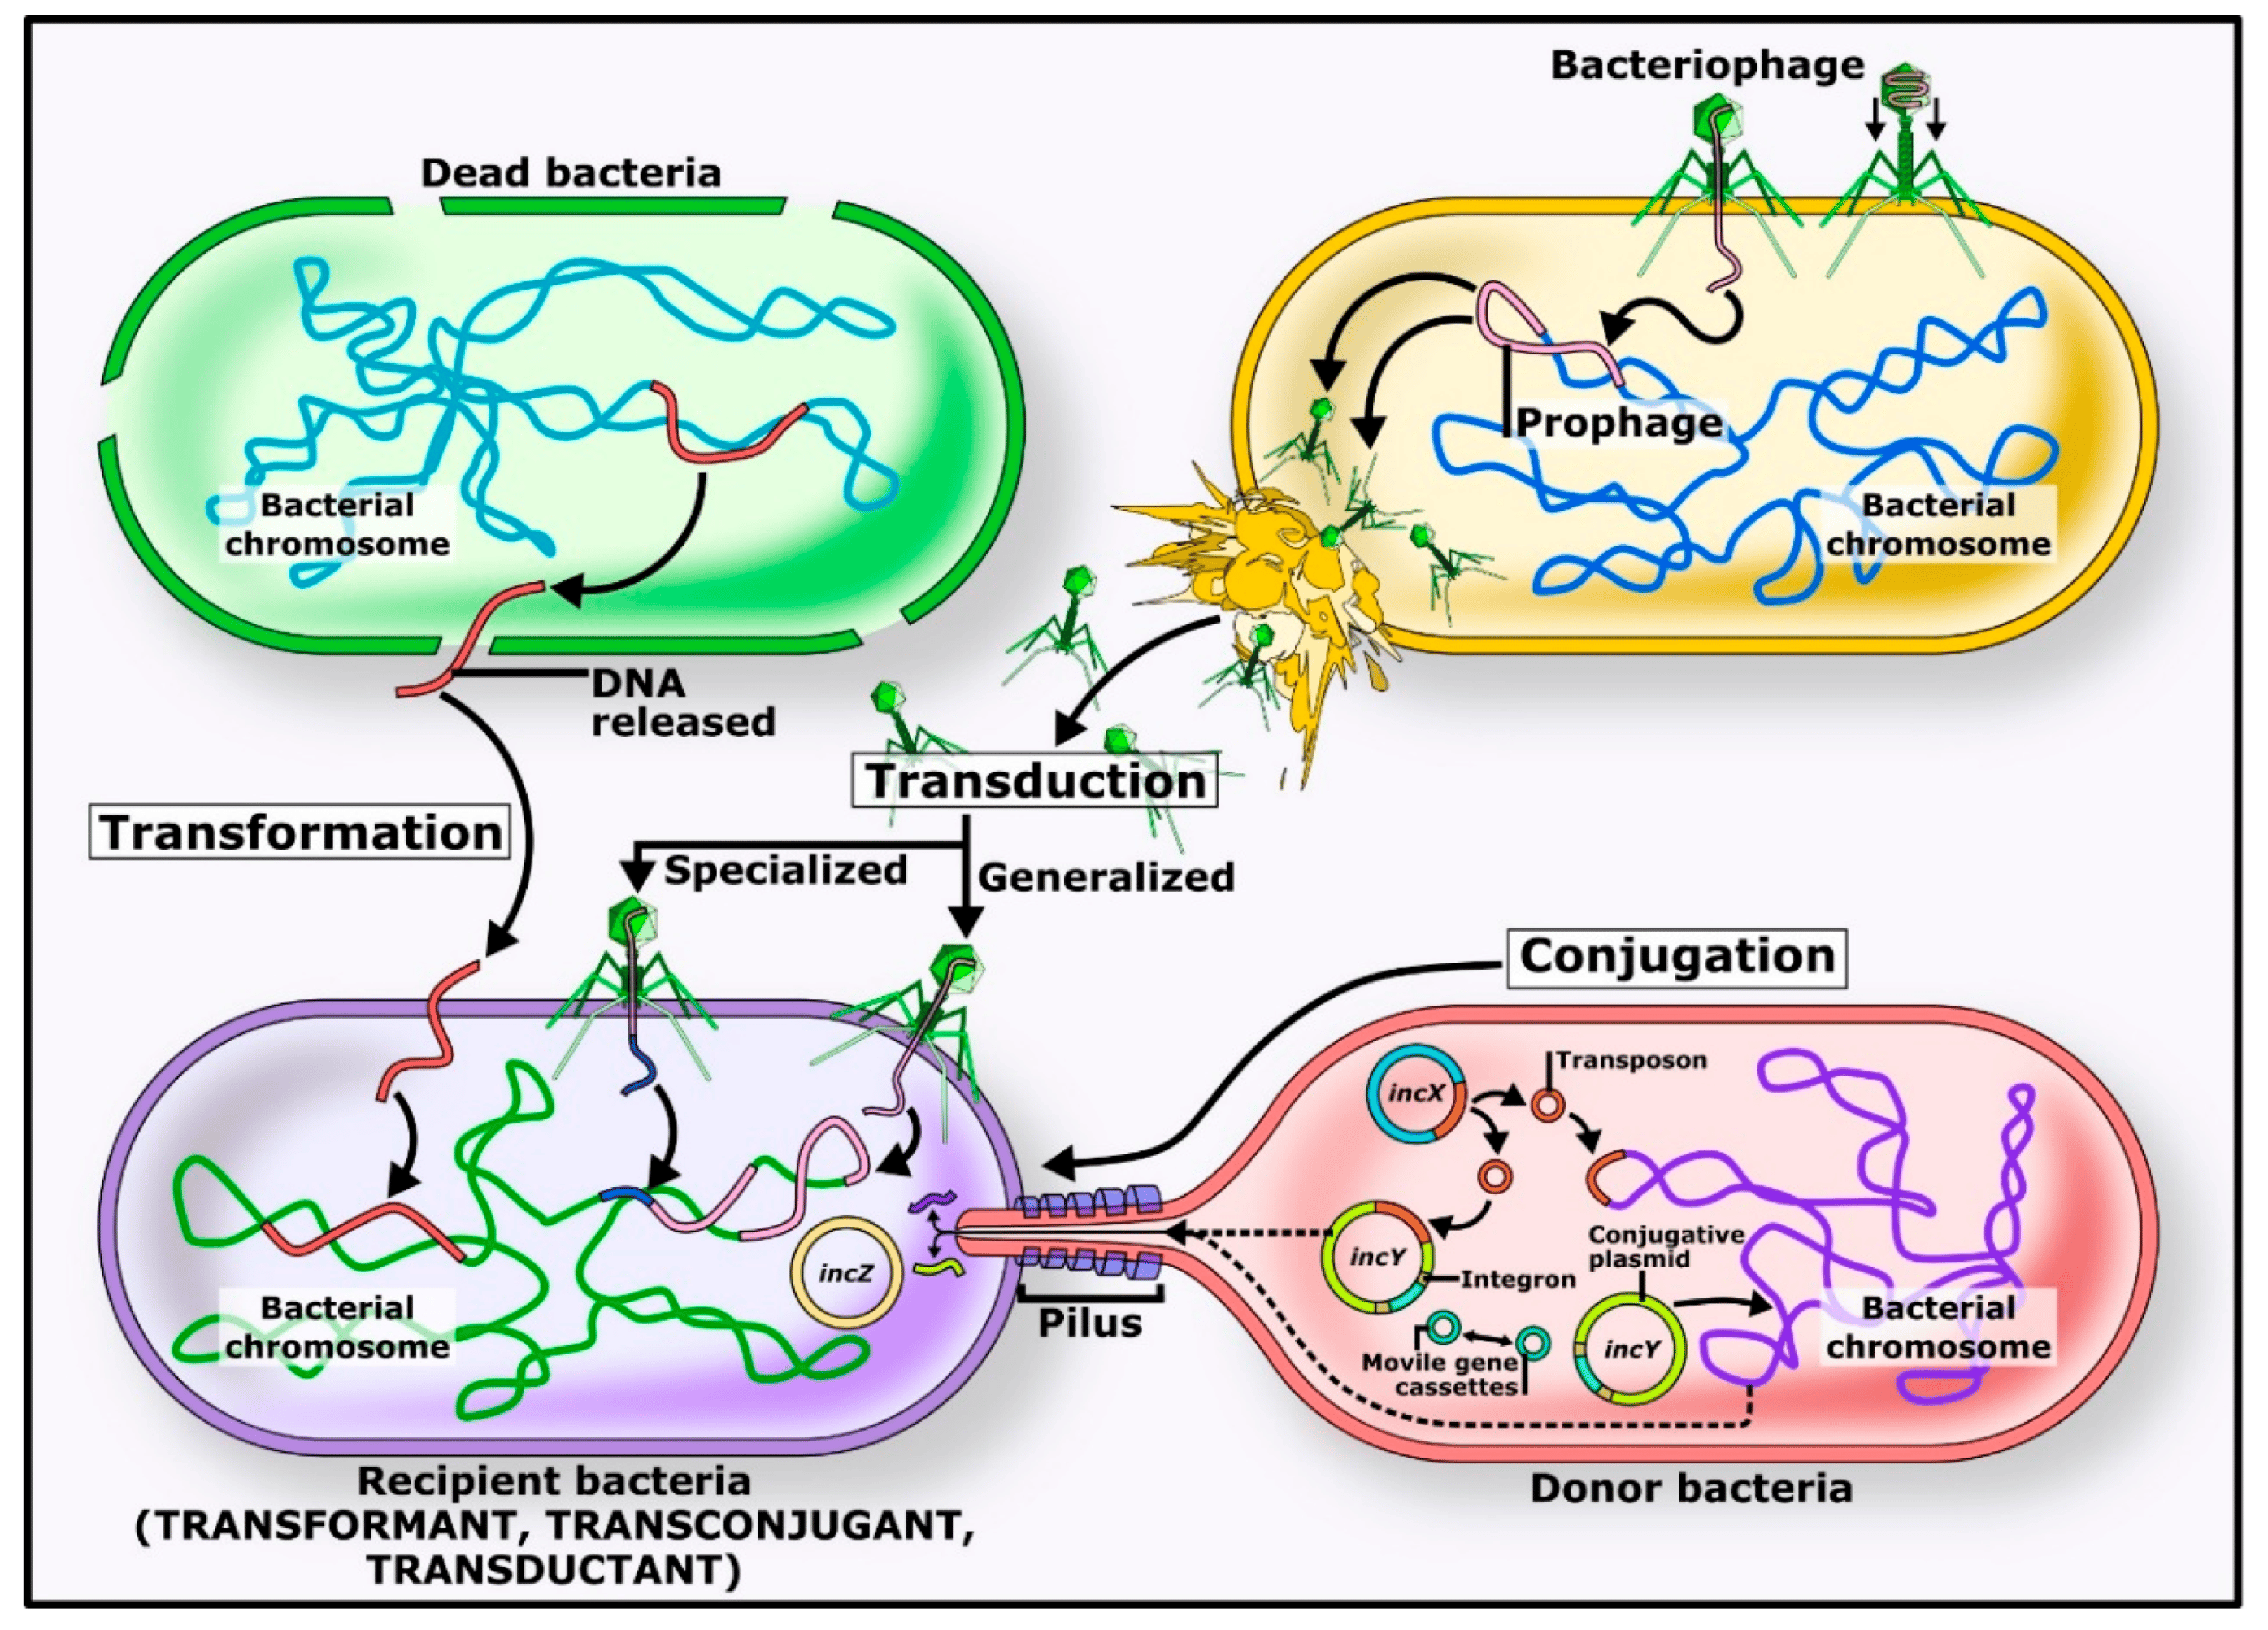 Bacteriophage
Dead bacteria
Prophage
Bacterial
chromosome
Bacterial
chromosome
DNA
released
Transduction
Transformation
Specialized
Generalized
Conjugation
Transposon
incX
Conjugative
plasmid
incY
Integron
incZ
Bacterial
chromosome
Pilus
Movile gene
cassettes
incY
Bacterial
chromosome
Recipient bacteria
(TRANSFORMANT, TRANSCONJUGANT,
TRANSDUCTANT)
Donor bacteria